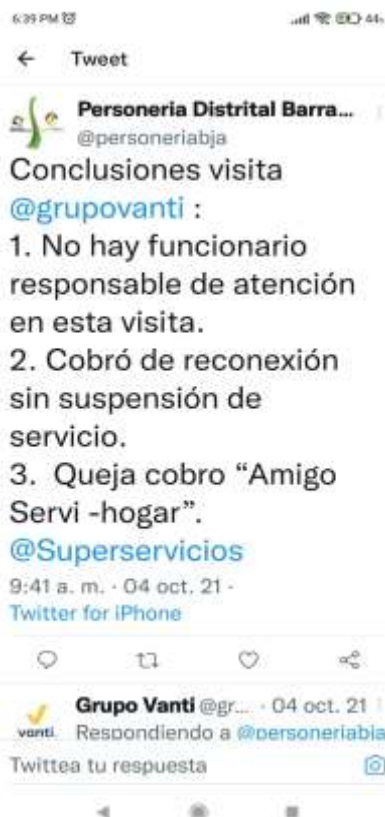 6:39 PM
44
Tweet
Personeria Distrital Barra...
@personeriabja
Conclusiones visita
@grupovanti :
1. No hay funcionario
responsable de atención
en esta visita.
2. Cobró de reconexión
sin suspensión de
servicio.
3. Queja cobro “Amigo
Servi -hogar”.
@Superservicios
9:41 a. m. · 04 oct. 21 ·
Twitter for iPhone
Grupo Vanti @gr... · 04 oct. 21
vanti Respondiendo a @personeriabja
Twittea tu respuesta